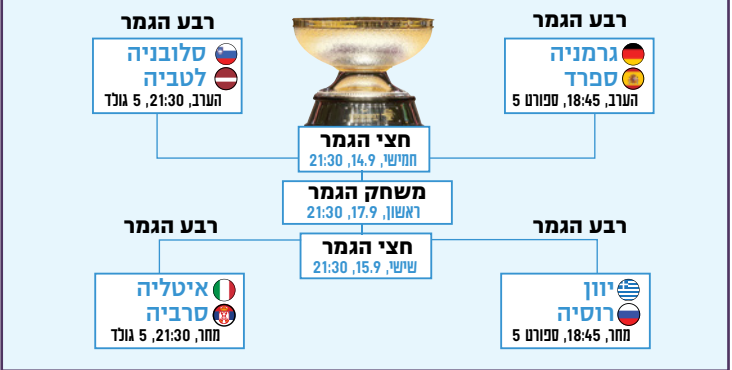 רבע הגמר
גרמניה
ספרד
הערב, 18:45, ספורט 5
רבע הגמר
סלובניה
לטביה
הערב, 21:30, 5 גולד
חצי הגמר
חמישי, 14.9, 21:30
משחק הגמר
ראשון, 17.9, 21:30
חצי הגמר
שישי, 15.9, 21:30
רבע הגמר
יוון
רוסיה
מחר, 18:45, ספורט 5
רבע הגמר
איטליה
סרביה
מחר, 21:30, 5 גולד